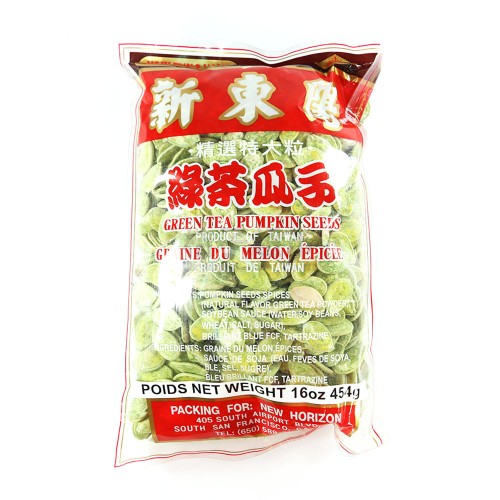 新東陽
精選特大粒
綠茶瓜子
GREEN TEA PUMPKIN SEEDS
PRODUCT OF TAIWAN
GRAINE DU MELON ÉPICÉE
PRODUIT DE TAIWAN
PUMPKIN SEEDS, SPICES
(NATURAL FLAVOR GREEN TEA POWDER,
SOYBEAN SAUCE (WATER, SOY BEANS,
WHEAT, SALT, SUGAR),
BRILLIANT BLUE FCF, TARTRAZINE
INGREDIENTS: GRAINE DU MELON ÉPICES,
SAUCE DE SOJA (EAU, FEVES DE SOYA,
BLE, SEL, SUCRE),
BLEU BRILLANT FCF, TARTRAZINE
POIDS NET WEIGHT 16oz 454g
PACKING FOR: NEW HORIZON
405 SOUTH AIRPORT BLVD
SOUTH SAN FRANCISCO,
TEL: (650) 588